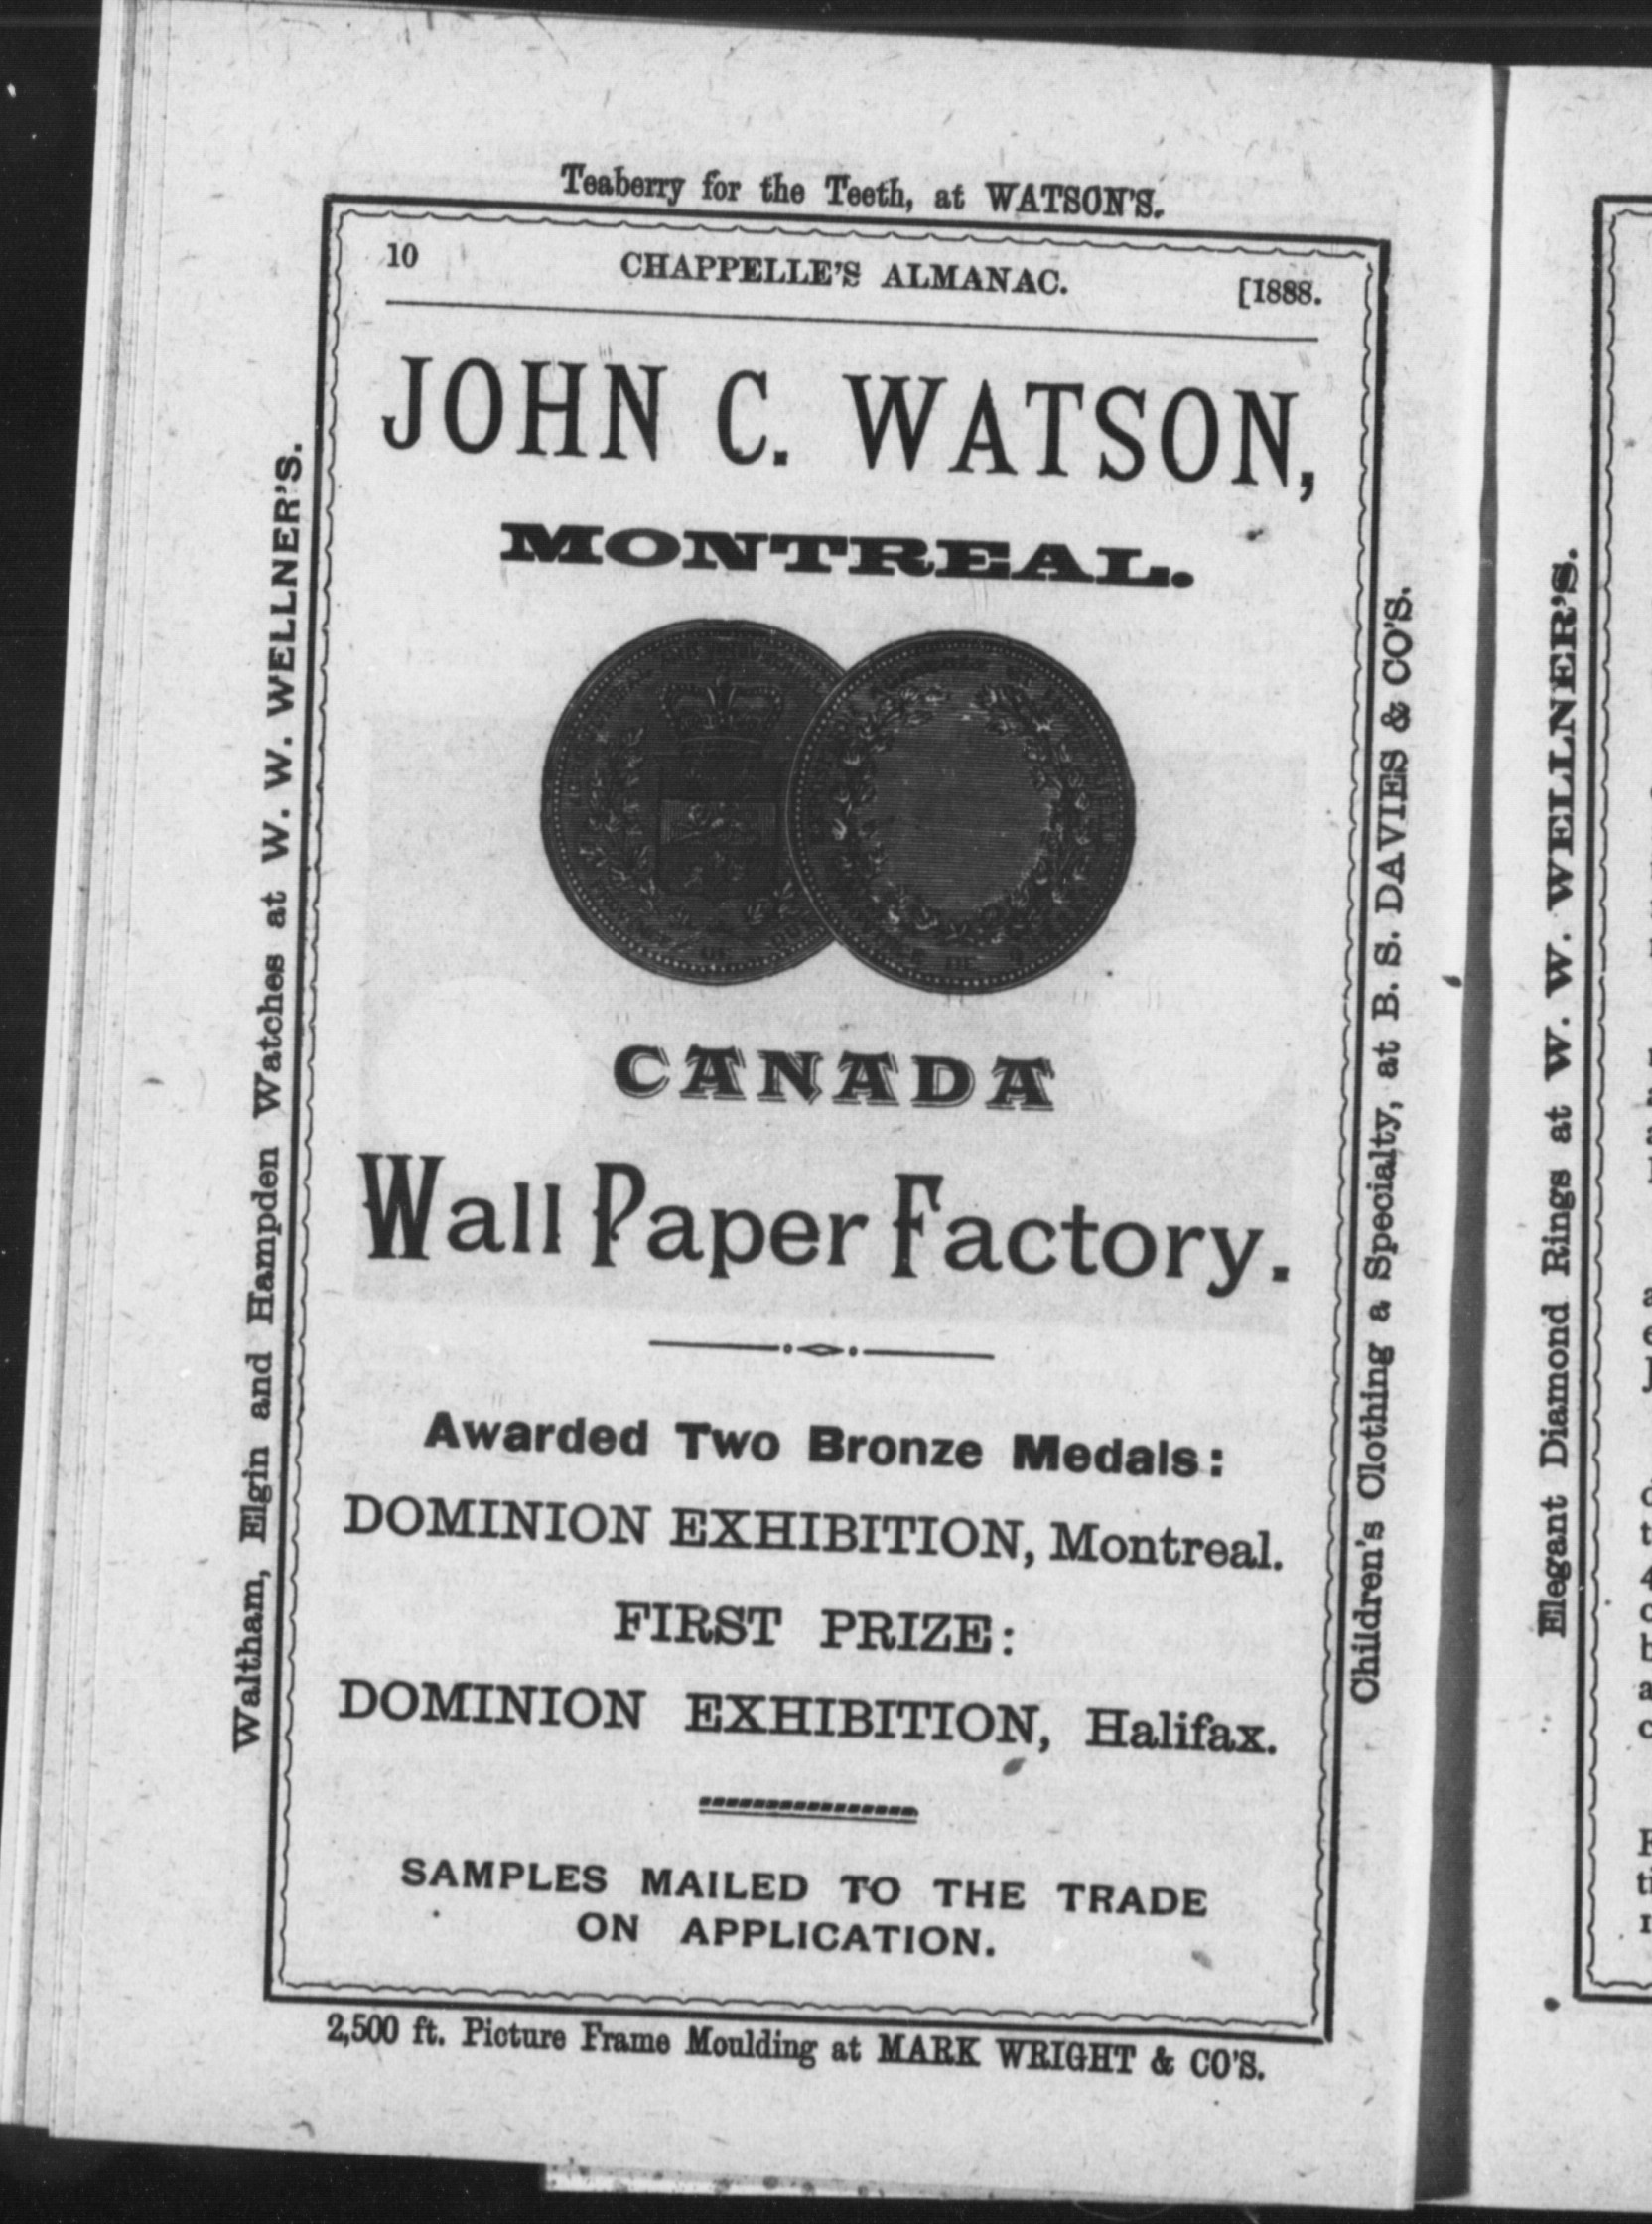 Teaberry for the Teeth, at WATSON'S.
10 CHAPPELLE'S ALMANAC. [1888.
JOHN C. WATSON,
MONTREAL.
CANADA
Wall Paper Factory.
Awarded Two Bronze Medals:
DOMINION EXHIBITION, Montreal.
FIRST PRIZE:
DOMINION EXHIBITION, Halifax.
SAMPLES MAILED TO THE TRADE
ON APPLICATION.
2,500 ft. Picture Frame Moulding at MARK WRIGHT & CO'S.
Waltham, Elgin and Hampden Watches at W. W. WELLNER'S.
Children's Clothing a Specialty, at B. S. DAVIES & CO'S.
Elegant Diamond Rings at W. W. WELLNER'S.